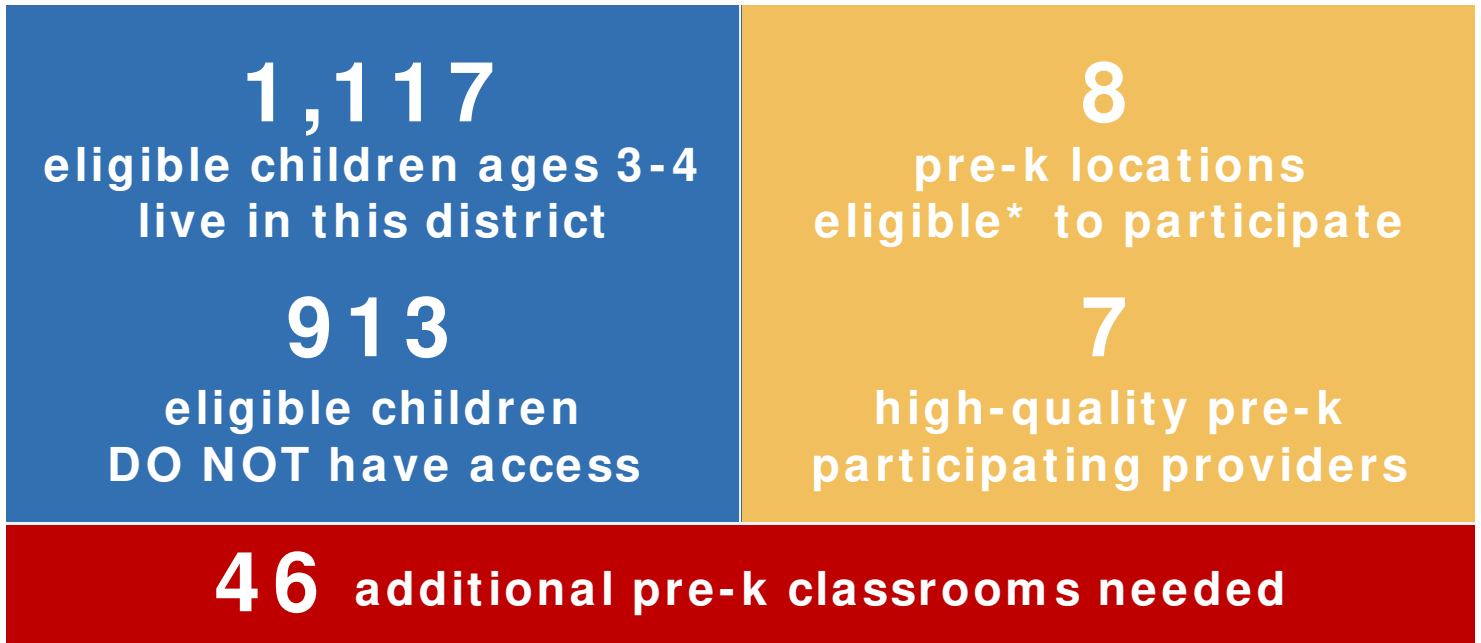 1,117
eligible children ages 3-4
live in this district
913
eligible children
DO NOT have access
8
pre-k locations
eligible* to participate
7
high-quality pre-k
participating providers
46 additional pre-k classrooms needed